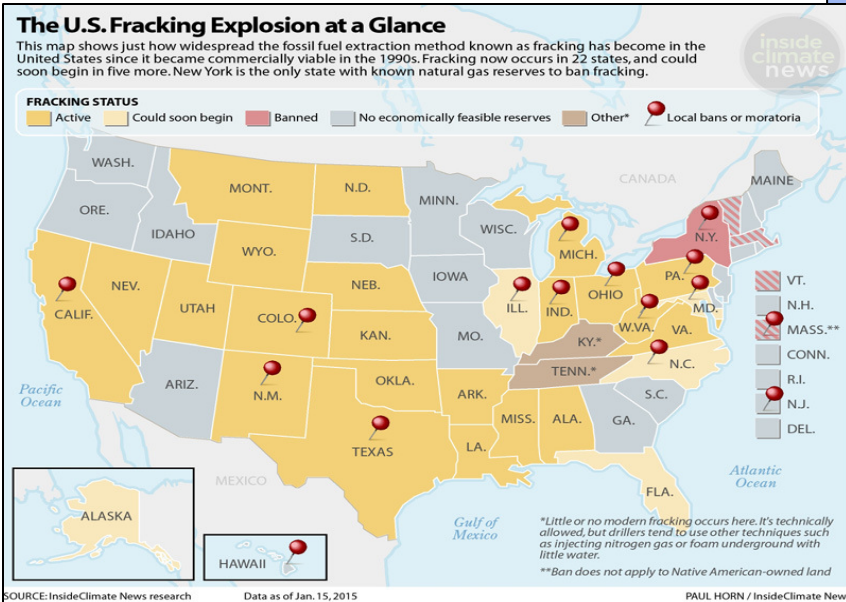 The U.S. Fracking Explosion at a Glance
This map shows just how widespread the fossil fuel extraction method known as fracking has become in the
United States since it became commercially viable in the 1990s. Fracking now occurs in 22 states, and could
soon begin in five more. New York is the only state with known natural gas reserves to ban fracking.
inside
climate
news
FRACKING STATUS
Active Could soon begin Banned No economically feasible reserves Other* Local bans or moratoria
WASH.
MONT.
N.D.
MINN.
CANADA
MAINE
ORE.
IDAHO
S.D.
WISC.
MICH.
N.Y.
WYO.
IOWA
NEB.
PA.
NEV.
UTAH
COLO.
ILL.
IND.
OHIO
MD.
CALIF.
KAN.
MO.
W.VA.
VA.
KY.*
N.C.
TENN.*
ARIZ.
N.M.
OKLA.
ARK.
S.C.
MISS.
ALA.
GA.
TEXAS
LA.
FLA.
VT.
N.H.
MASS.**
CONN.
R.I.
N.J.
DEL.
Pacific
Ocean
MEXICO
Gulf of
Mexico
Atlantic
Ocean
ALASKA
HAWAII
*Little or no modern fracking occurs here. It's technically
allowed, but drillers tend to use other techniques such
as injecting nitrogen gas or foam underground with
little water.
**Ban does not apply to Native American-owned land
SOURCE: InsideClimate News research Data as of Jan. 15, 2015 PAUL HORN / InsideClimate New